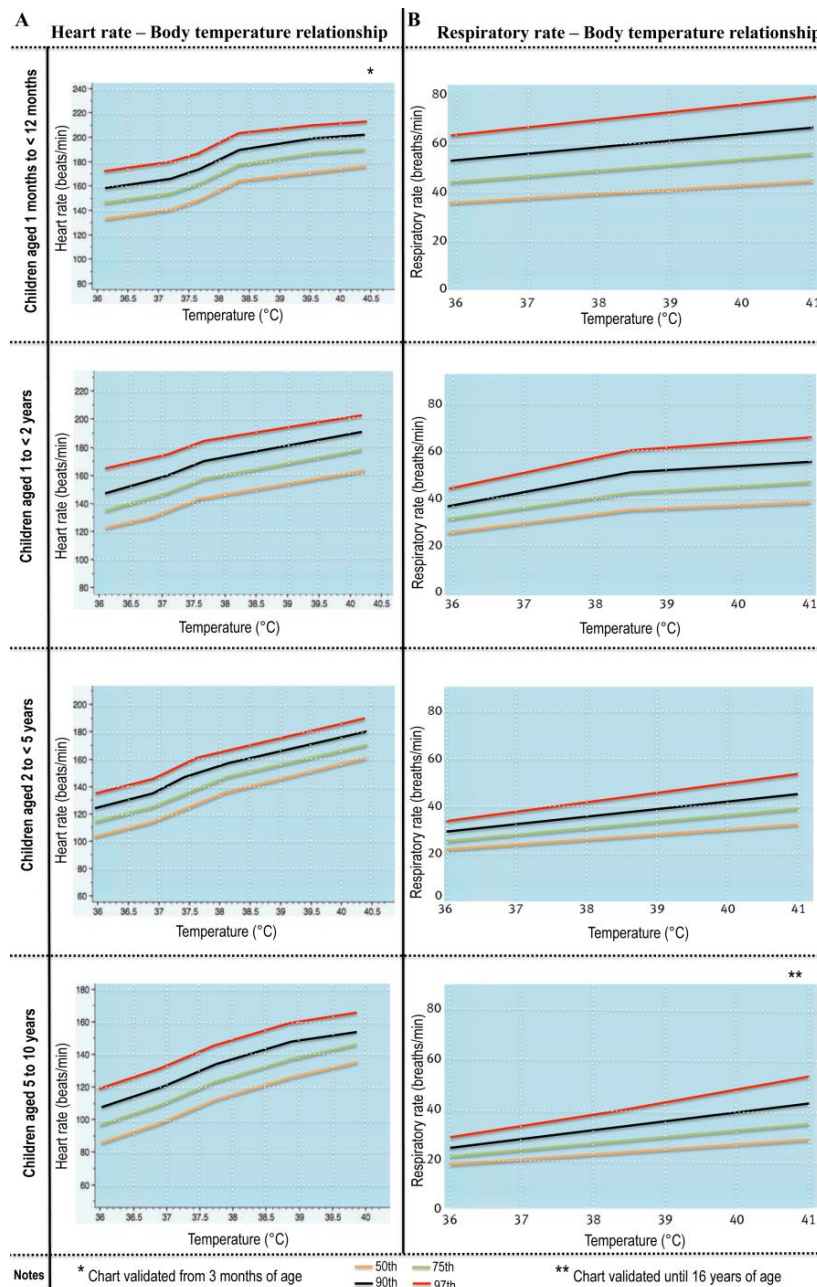 A
Heart rate – Body temperature relationship
B
Respiratory rate – Body temperature relationship
Children aged 1 months to < 12 months
*
Heart rate (beats/min)
240
220
200
180
160
140
120
100
80
36 36.5 37 37.5 38 38.5 39 39.5 40 40.5
Temperature (°C)
Respiratory rate (breaths/min)
80
60
40
20
0
36 37 38 39 40 41
Temperature (°C)
Children aged 1 to < 2 years
Heart rate (beats/min)
220
200
180
160
140
120
100
80
36 36.5 37 37.5 38 38.5 39 39.5 40 40.5
Temperature (°C)
Respiratory rate (breaths/min)
80
60
40
20
0
36 37 38 39 40 41
Temperature (°C)
Children aged 2 to < 5 years
Heart rate (beats/min)
200
180
160
140
120
100
80
60
36 36.5 37 37.5 38 38.5 39 39.5 40 40.5
Temperature (°C)
Respiratory rate (breaths/min)
80
60
40
20
0
36 37 38 39 40 41
Temperature (°C)
Children aged 5 to 10 years
Heart rate (beats/min)
180
160
140
120
100
80
60
36 36.5 37 37.5 38 38.5 39 39.5 40
Temperature (°C)
**
Respiratory rate (breaths/min)
80
60
40
20
0
36 37 38 39 40 41
Temperature (°C)
Notes
* Chart validated from 3 months of age
50th 75th
90th 97th
** Chart validated until 16 years of age